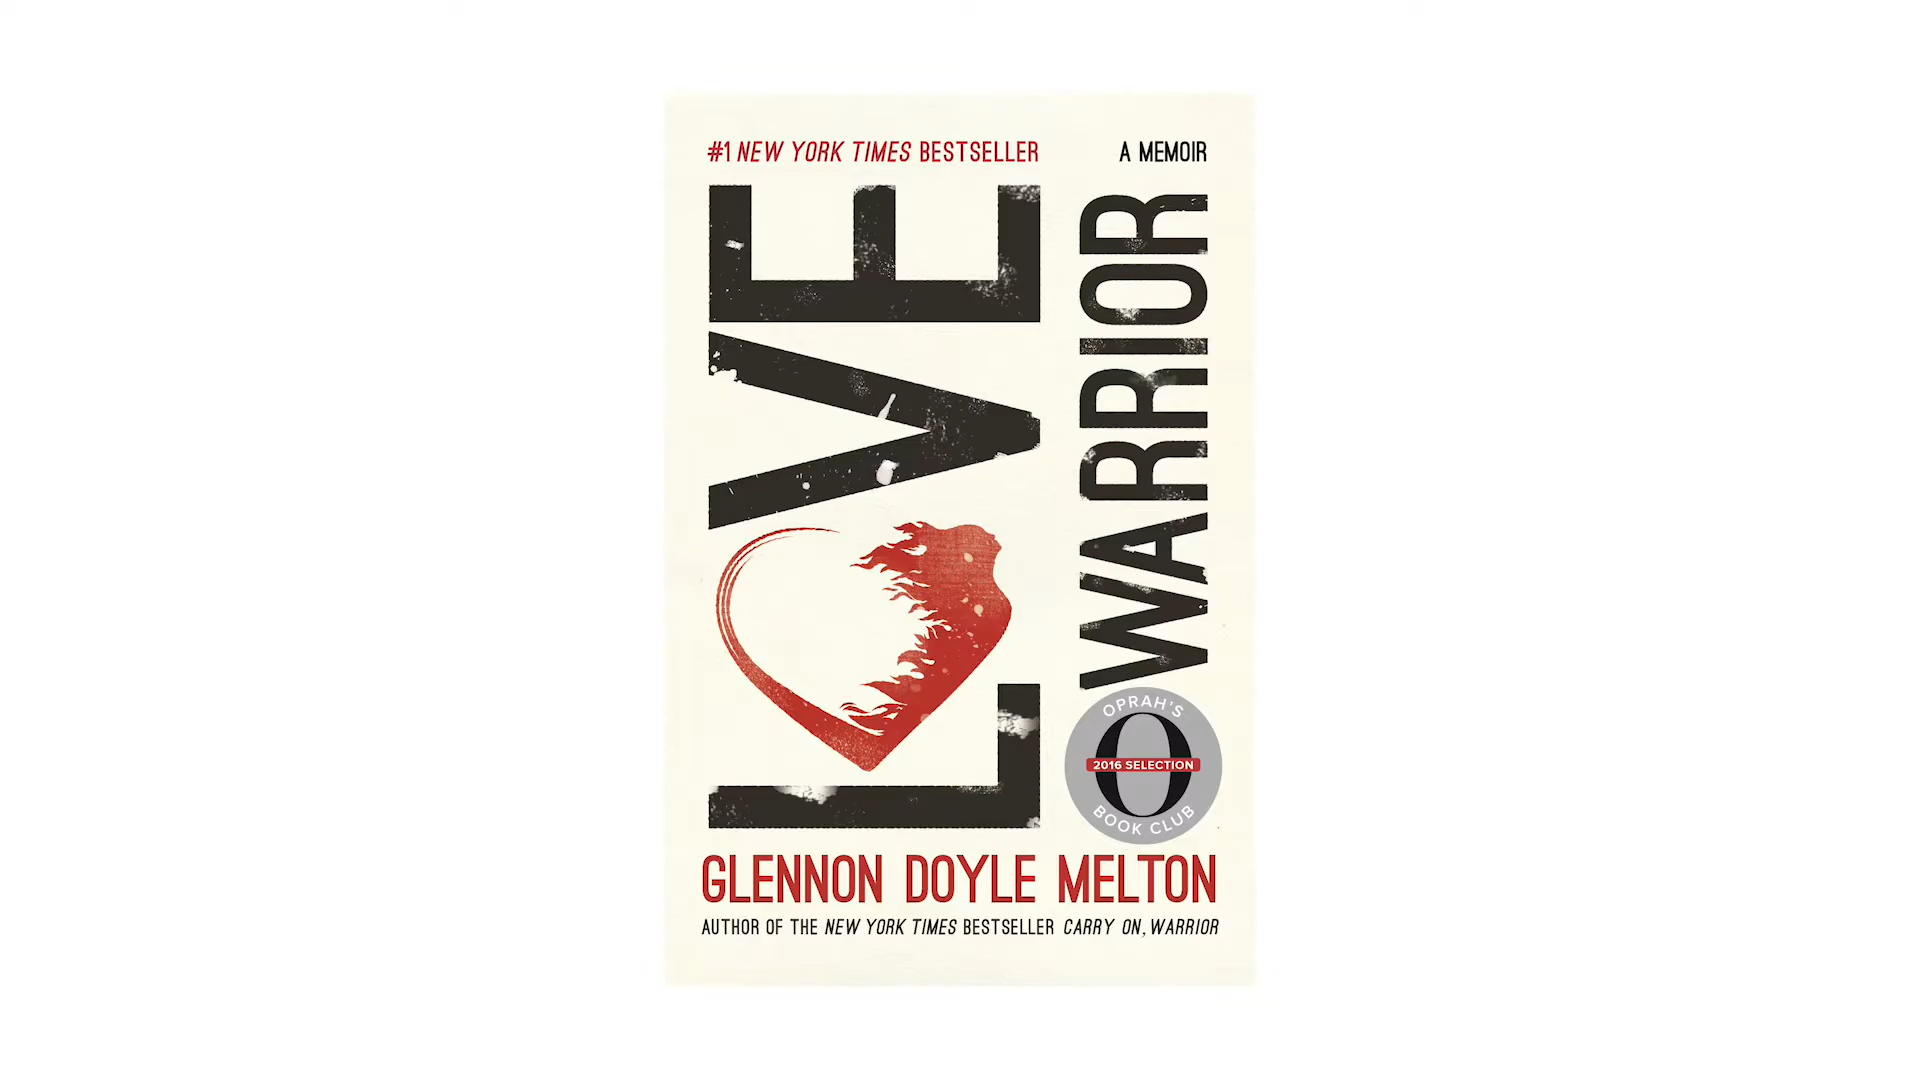 #1 NEW YORK TIMES BESTSELLER
A MEMOIR
LOVE
WARRIOR
OPRAH'S
2016 SELECTION
BOOK CLUB
GLENNON DOYLE MELTON
AUTHOR OF THE NEW YORK TIMES BESTSELLER CARRY ON, WARRIOR